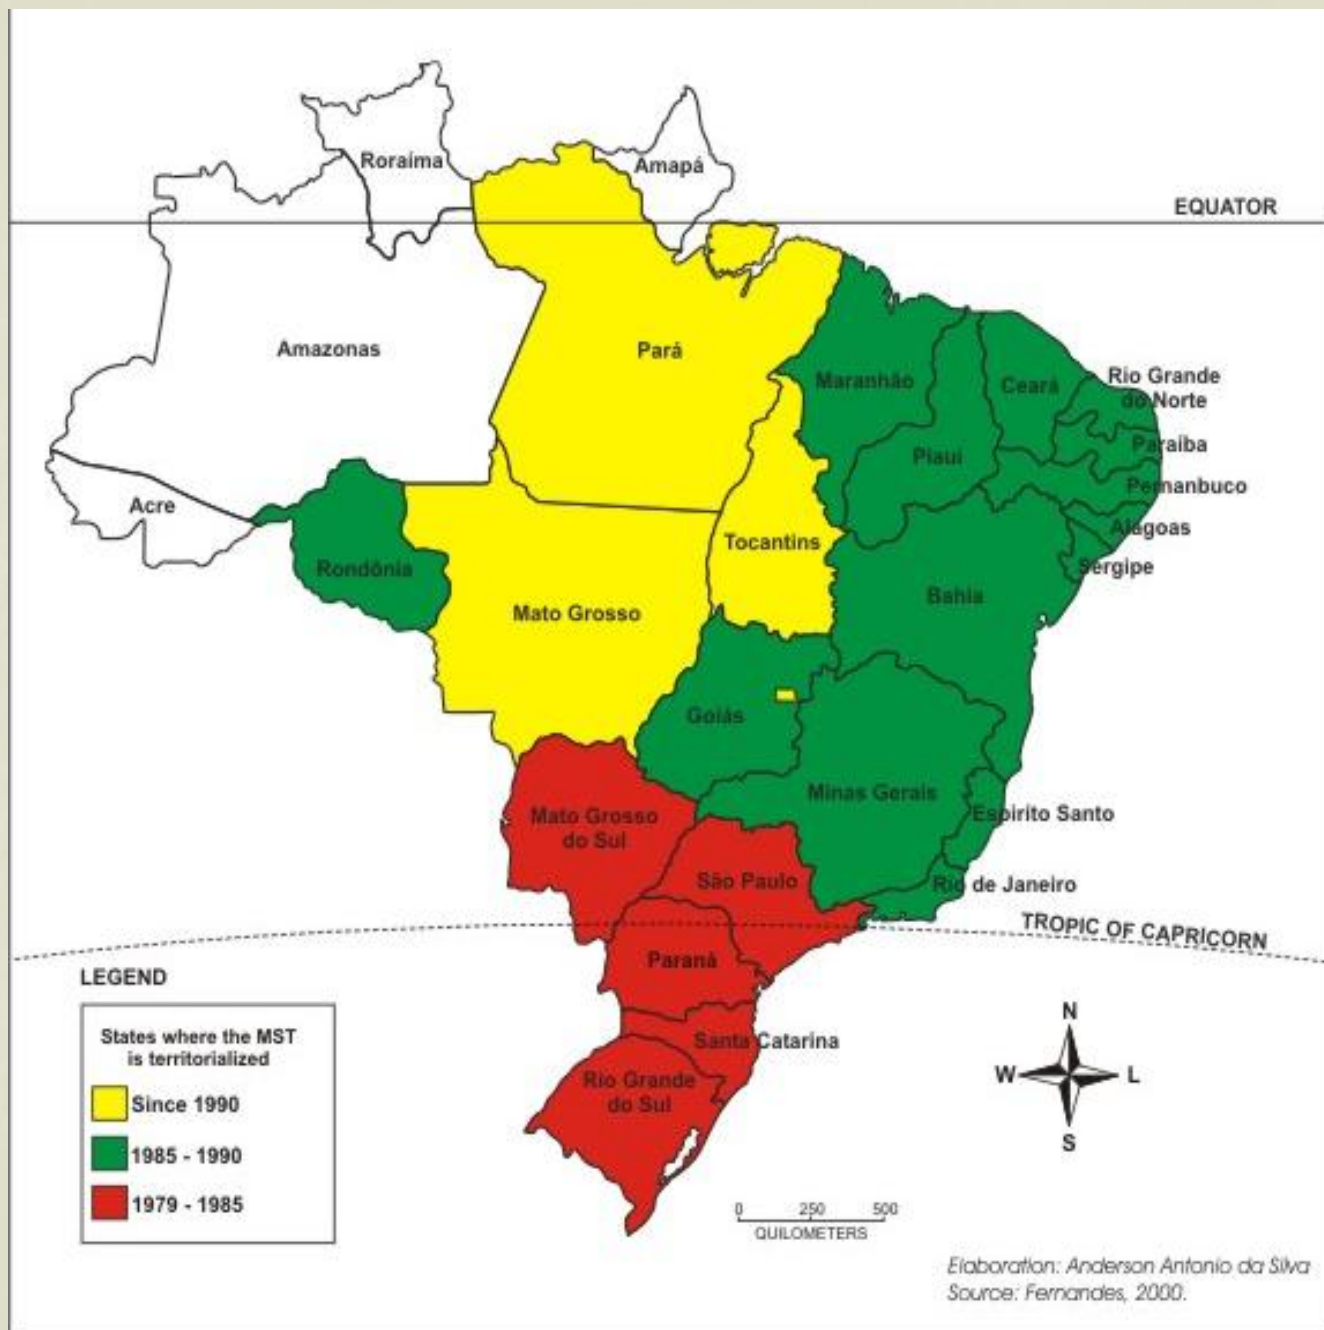 Roraíma
Amapá
EQUATOR
Amazonas
Pará
Maranhão
Ceará
Rio Grande
do Norte
Paraíba
Piauí
Pernanbuco
Acre
Alagoas
Tocantins
Sergipe
Rondônia
Bahia
Mato Grosso
Goiás
Minas Gerais
Mato Grosso
do Sul
Espirito Santo
São Paulo
Rio de Janeiro
TROPIC OF CAPRICORN
Paraná
LEGEND
States where the MST
is territorialized
Since 1990
1985 - 1990
1979 - 1985
Santa Catarina
Rio Grande
do Sul
N
W L
S
0 250 500
QUILOMETERS
Elaboration: Anderson Antonio da Silva
Source: Fernandes, 2000.